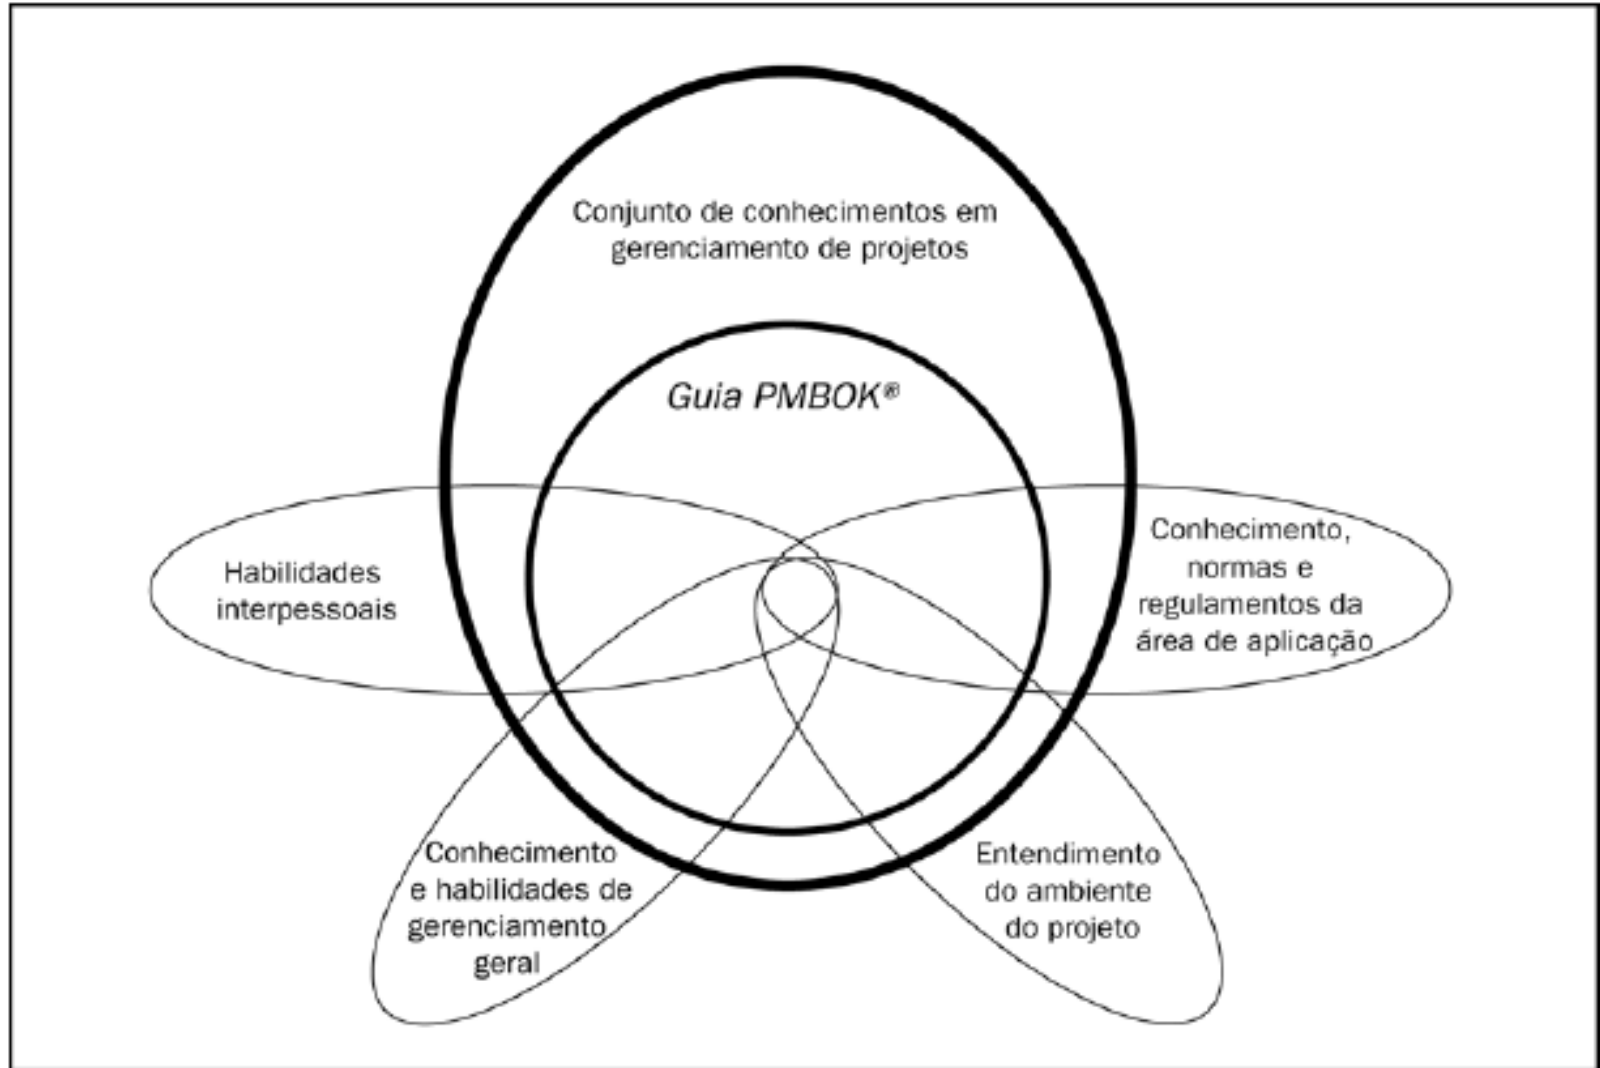 Conjunto de conhecimentos em
gerenciamento de projetos
Guia PMBOK®
Habilidades
interpessoais
Conhecimento,
normas e
regulamentos da
área de aplicação
Conhecimento
e habilidades de
gerenciamento
geral
Entendimento
do ambiente
do projeto